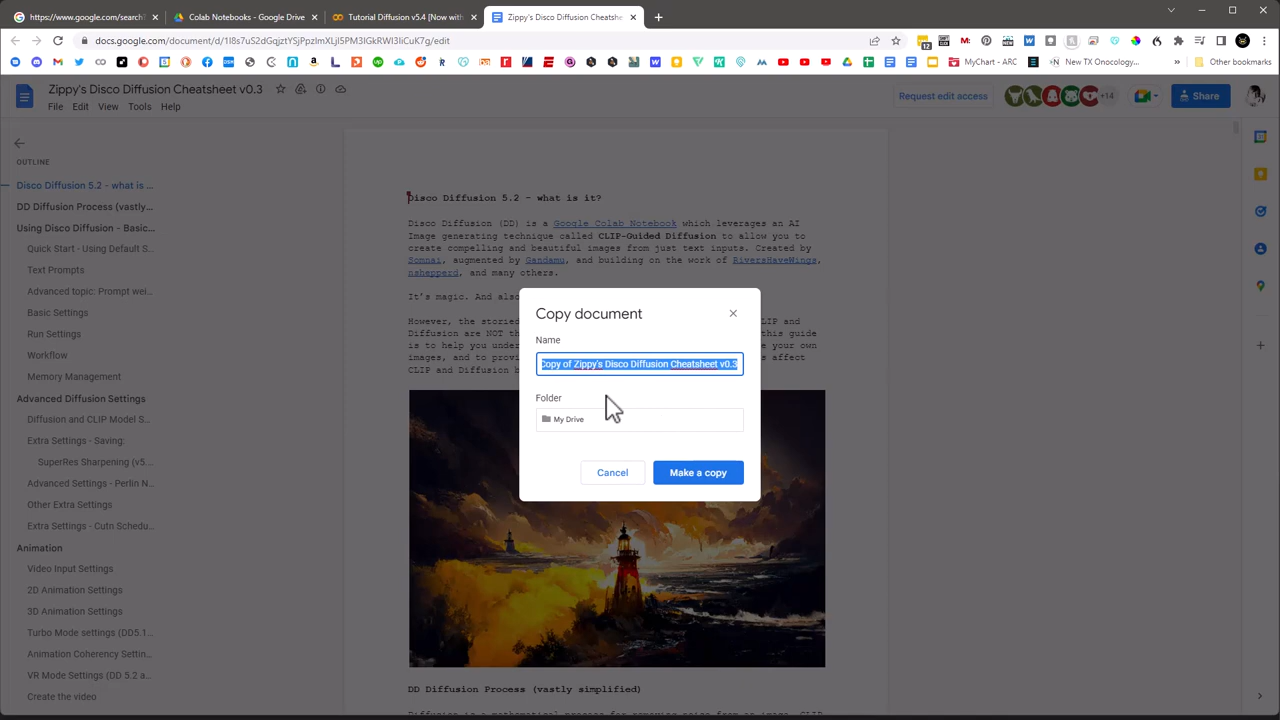 https://www.google.com/search?
Colab Notebooks - Google Drive
Tutorial Diffusion v5.4 [Now with
Zippy's Disco Diffusion Cheatshe
docs.google.com/document/d/1l8s7uS2dGqjztYSjPpzImXLjI5PM3IGkRWI3IiCuK7g/edit
MyChart - ARC
New TX Oncology...
Other bookmarks
Zippy's Disco Diffusion Cheatsheet v0.3
File Edit View Tools Help
Request edit access
+14
Share
OUTLINE
Disco Diffusion 5.2 - what is ...
DD Diffusion Process (vastly...
Using Disco Diffusion - Basic...
Quick Start - Using Default S...
Text Prompts
Advanced topic: Prompt wei...
Basic Settings
Run Settings
Workflow
Memory Management
Advanced Diffusion Settings
Diffusion and CLIP Model S...
Extra Settings - Saving:
SuperRes Sharpening (v5...
Advanced Settings - Perlin N...
Other Extra Settings
Extra Settings - Cutn Schedu...
Animation
Video Input Settings
2D Animation Settings
3D Animation Settings
Turbo Mode settings (DD5.1...
Animation Coherency Settin...
VR Mode Settings (DD 5.2 a...
Create the video
Disco Diffusion 5.2 - what is it?
Disco Diffusion (DD) is a Google Colab Notebook which leverages an AI
Image generating technique called CLIP-Guided Diffusion to allow you to
create compelling and beautiful images from just text inputs. Created by
Somnai, augmented by Gandamu, and building on the work of RiversHaveWings,
nshepperd, and many others.
It's magic. And also
However, the storied
LIP and
Diffusion are NOT th
this guide
is to help you under
e your own
images, and to provi
s affect
CLIP and Diffusion b
Copy document
Name
Copy of Zippy's Disco Diffusion Cheatsheet v0.3
Folder
My Drive
Cancel
Make a copy
DD Diffusion Process (vastly simplified)